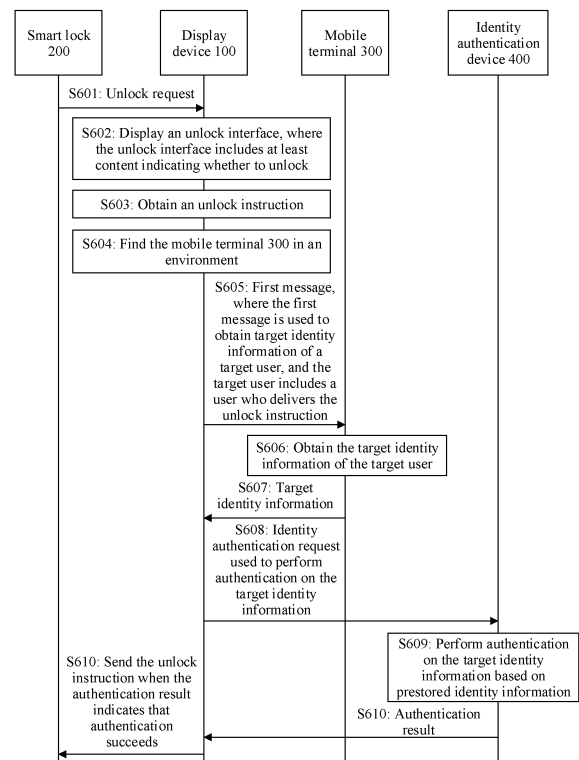 Smart lock
200
Display
device 100
Mobile
terminal 300
Identity
authentication
device 400
S601: Unlock request
S602: Display an unlock interface, where
the unlock interface includes at least
content indicating whether to unlock
S603: Obtain an unlock instruction
S604: Find the mobile terminal 300 in an
environment
S605: First message,
where the first
message is used to
obtain target identity
information of a
target user, and the
target user includes a
user who delivers the
unlock instruction
S606: Obtain the target identity
information of the target user
S607: Target
identity information
S608: Identity
authentication request
used to perform
authentication on the
target identity
information
S609: Perform authentication
on the target identity
information based on
prestored identity information
S610: Authentication
result
S610: Send the unlock
instruction when the
authentication result
indicates that
authentication
succeeds